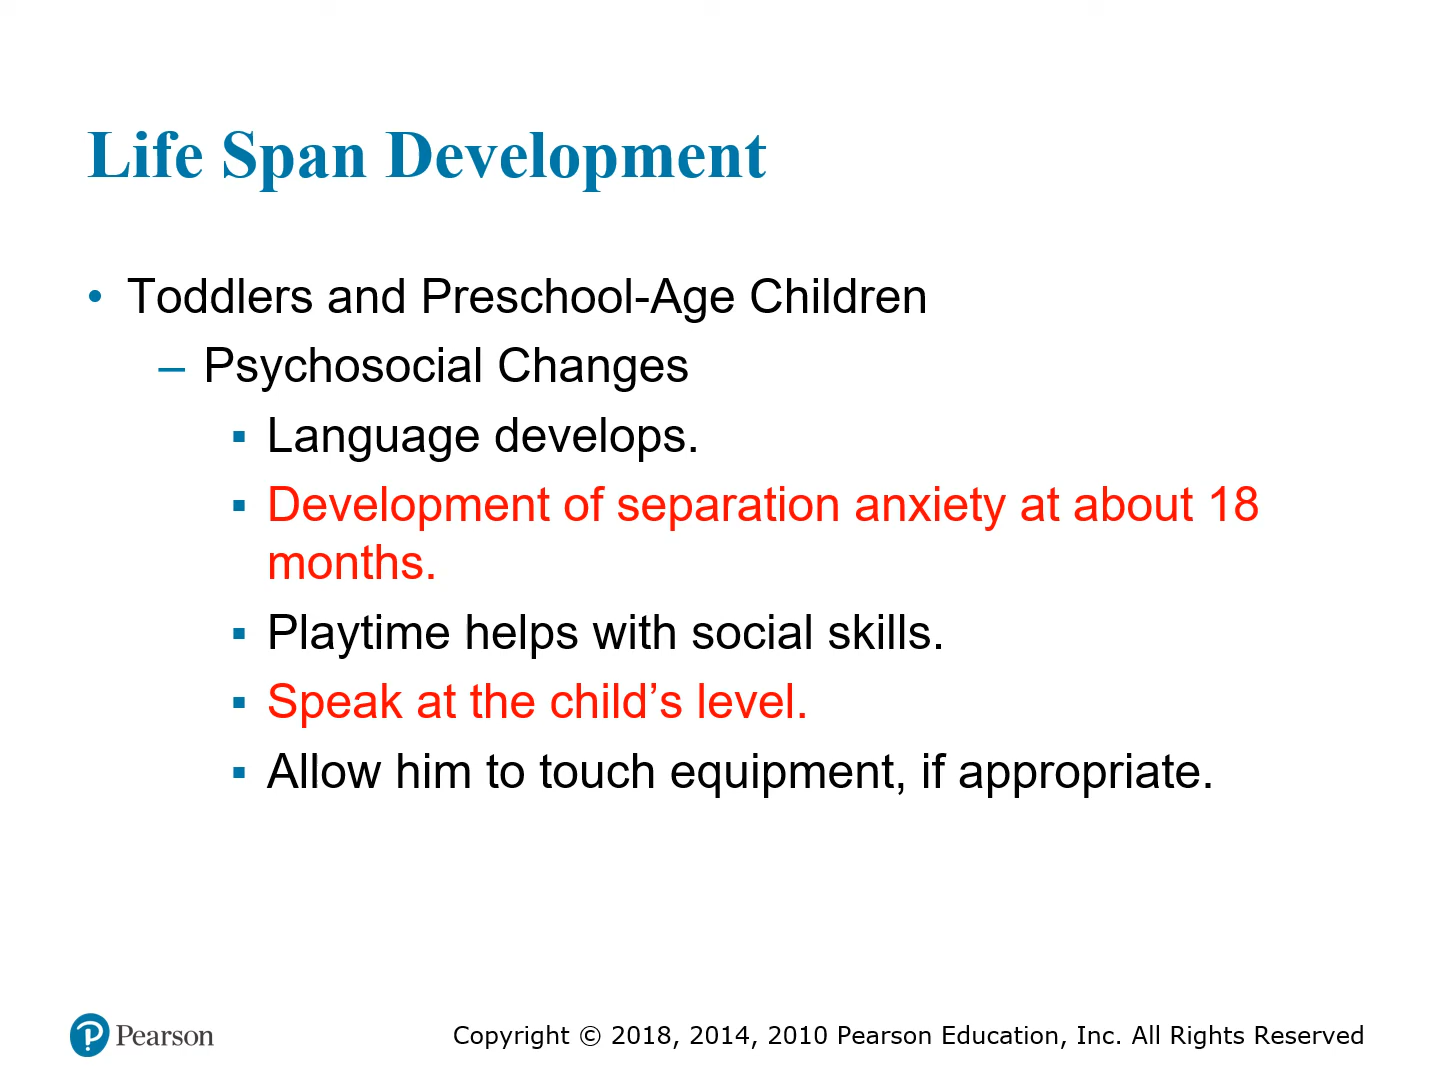 Life Span Development
• Toddlers and Preschool-Age Children
– Psychosocial Changes
▪ Language develops.
▪ Development of separation anxiety at about 18
months.
▪ Playtime helps with social skills.
▪ Speak at the child’s level.
▪ Allow him to touch equipment, if appropriate.
Pearson
Copyright © 2018, 2014, 2010 Pearson Education, Inc. All Rights Reserved